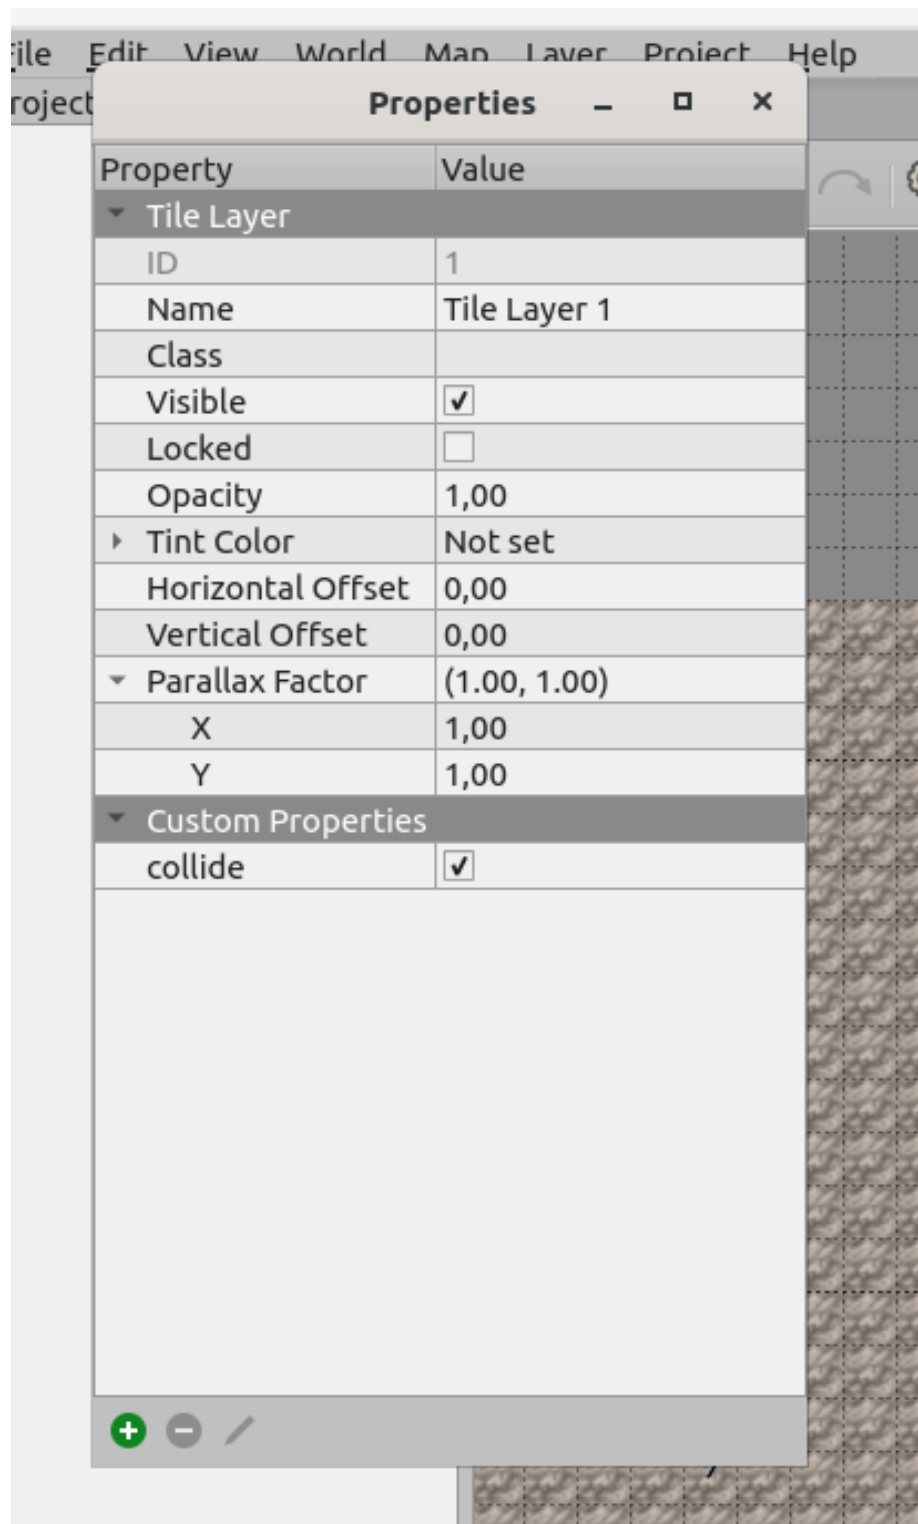 File Edit View World Map Layer Project Help
Project
Properties
Property Value
Tile Layer
ID 1
Name Tile Layer 1
Class
Visible
Locked
Opacity 1,00
Tint Color Not set
Horizontal Offset 0,00
Vertical Offset 0,00
Parallax Factor (1.00, 1.00)
X 1,00
Y 1,00
Custom Properties
collide